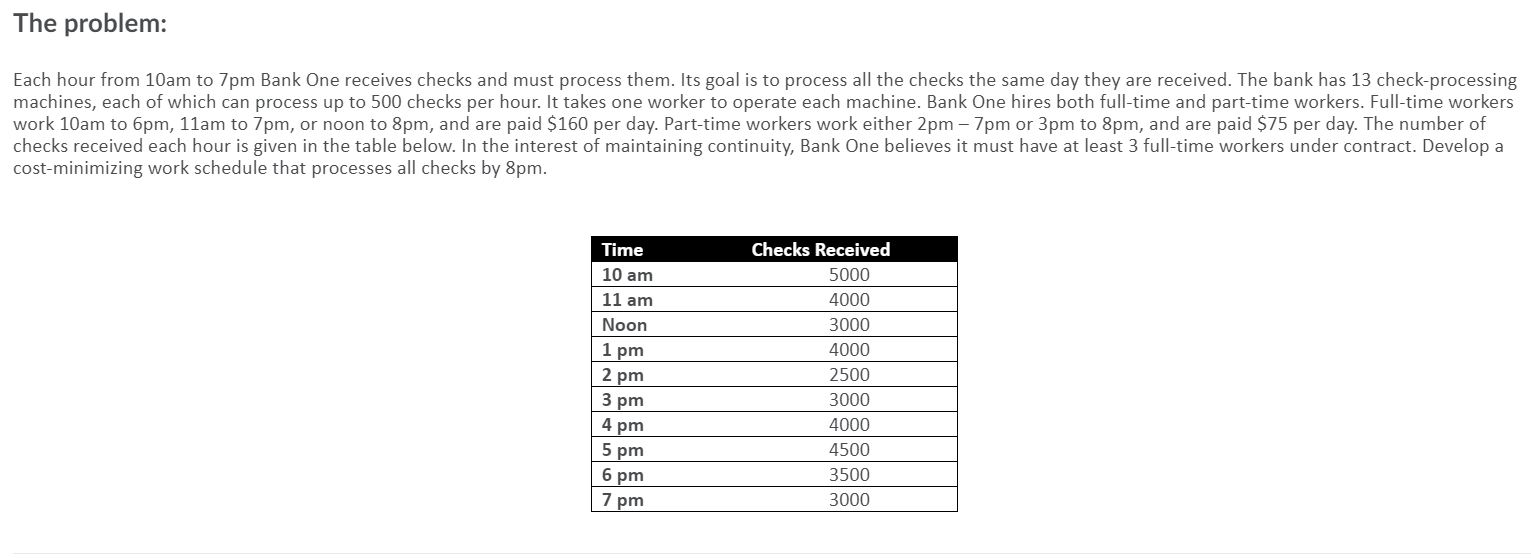 The problem:
Each hour from 10am to 7pm Bank One receives checks and must process them. Its goal is to process all the checks the same day they are received. The bank has 13 check-processing
machines, each of which can process up to 500 checks per hour. It takes one worker to operate each machine. Bank One hires both full-time and part-time workers. Full-time workers
work 10am to 6pm, 11am to 7pm, or noon to 8pm, and are paid $160 per day. Part-time workers work either 2pm – 7pm or 3pm to 8pm, and are paid $75 per day. The number of
checks received each hour is given in the table below. In the interest of maintaining continuity, Bank One believes it must have at least 3 full-time workers under contract. Develop a
cost-minimizing work schedule that processes all checks by 8pm.
Time Checks Received
10 am 5000
11 am 4000
Noon 3000
1 pm 4000
2 pm 2500
3 pm 3000
4 pm 4000
5 pm 4500
6 pm 3500
7 pm 3000